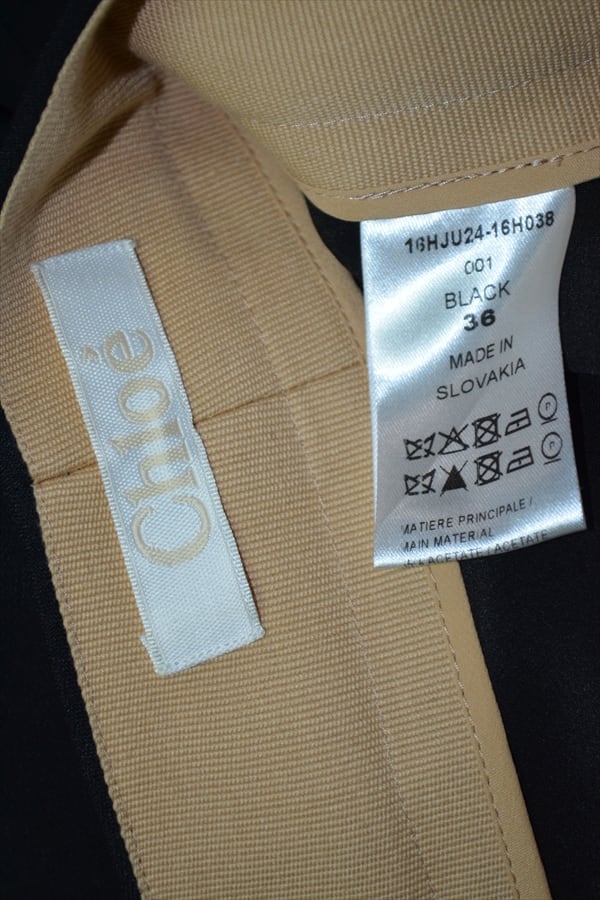 Chloé
16HJU24-16H038
001
BLACK
36
MADE IN
SLOVAKIA
MATIERE PRINCIPALE /
MAIN MATERIAL
ACETATE / ACETATE